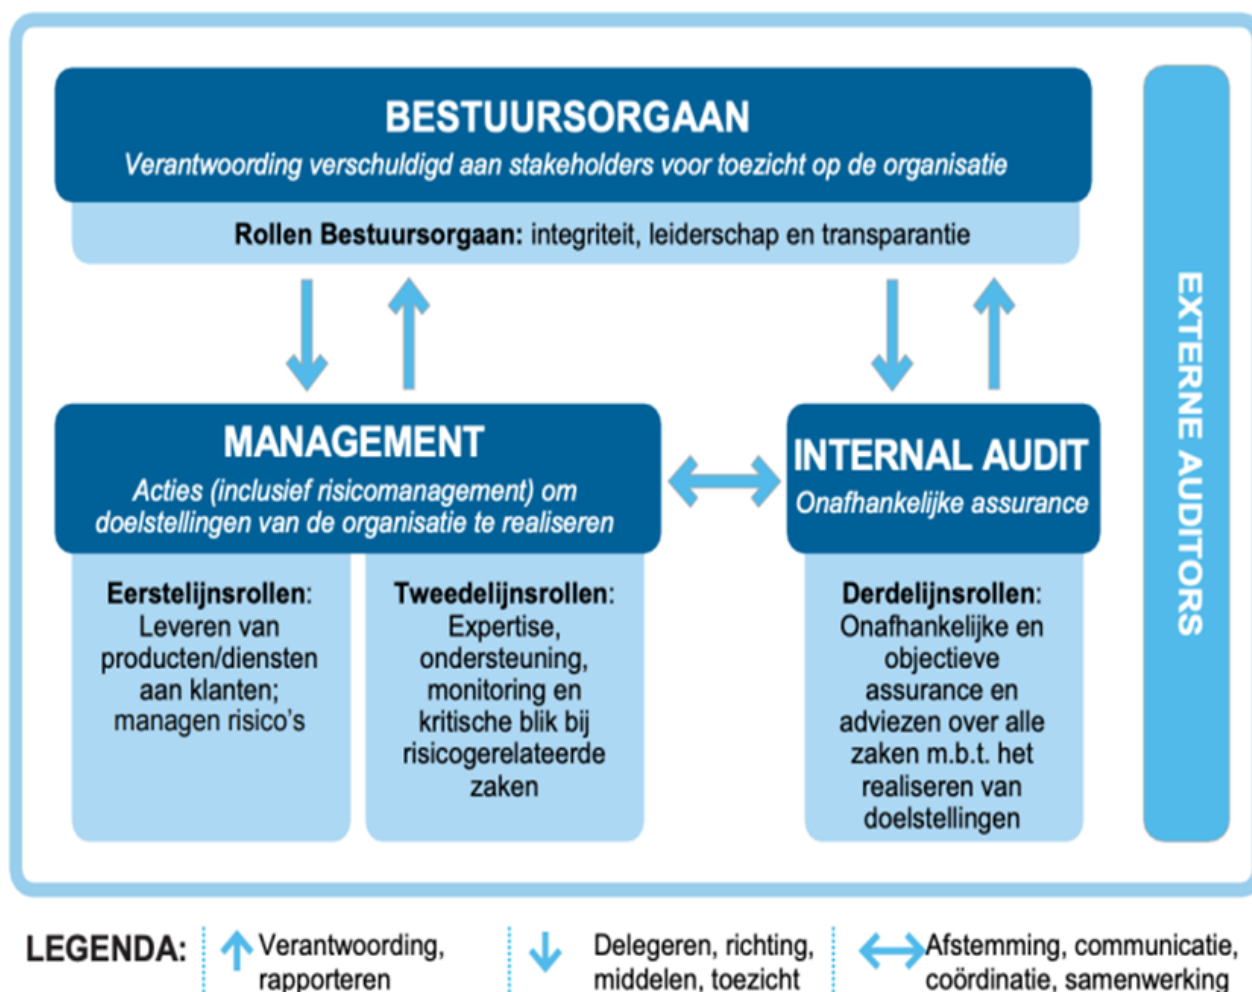 BESTUURSORGAAN
Verantwoording verschuldigd aan stakeholders voor toezicht op de organisatie
Rollen Bestuursorgaan: integriteit, leiderschap en transparantie
MANAGEMENT
Acties (inclusief risicomanagement) om
doelstellingen van de organisatie te realiseren
Eerstelijnsrollen:
Leveren van
producten/diensten
aan klanten;
managen risico's
Tweedelijnsrollen:
Expertise,
ondersteuning,
monitoring en
kritische blik bij
risicogerelateerde
zaken
INTERNAL AUDIT
Onafhankelijke assurance
Derdelijnsrollen:
Onafhankelijke en
objectieve
assurance en
adviezen over alle
zaken m.b.t. het
realiseren van
doelstellingen
EXTERNE AUDITORS
LEGENDA:
Verantwoording,
rapporteren
Delegeren, richting,
middelen, toezicht
Afstemming, communicatie,
coördinatie, samenwerking